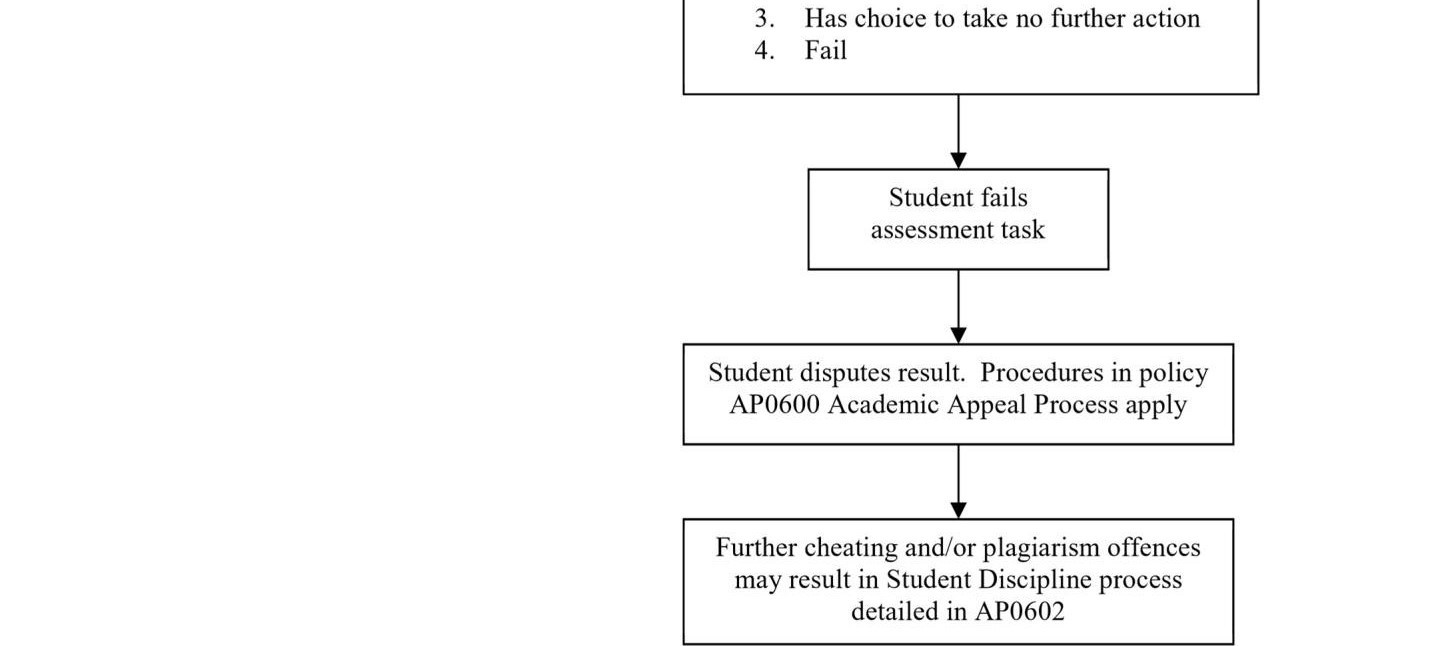 3. Has choice to take no further action
4. Fail
Student fails
assessment task
Student disputes result.  Procedures in policy
AP0600 Academic Appeal Process apply
Further cheating and/or plagiarism offences
may result in Student Discipline process
detailed in AP0602